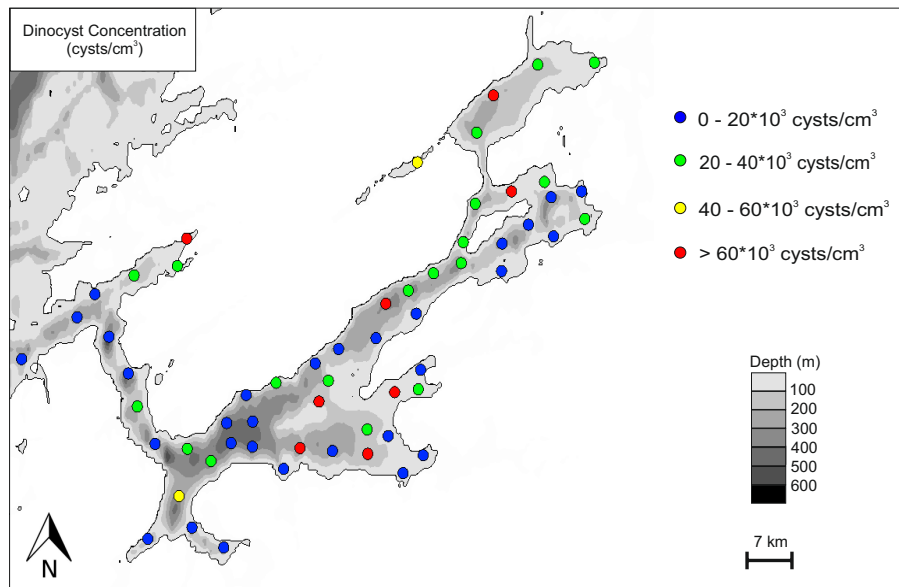 Dinocyst Concentration
(cysts/cm³)
0 - 20*10³ cysts/cm³
20 - 40*10³ cysts/cm³
40 - 60*10³ cysts/cm³
> 60*10³ cysts/cm³
Depth (m)
100
200
300
400
500
600
7 km
N